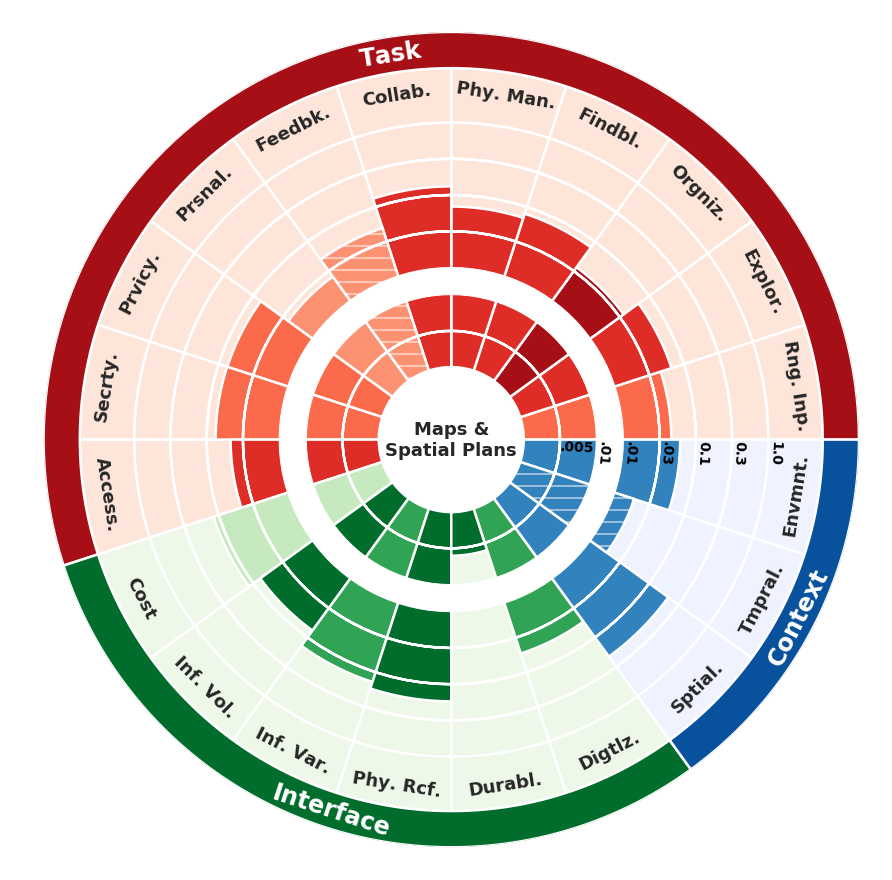 Task
Collab.
Phy. Man.
Feedbk.
Findbl.
Prsnal.
Orgniz.
Prvicy.
Explor.
Secrty.
Rng. Inp.
Maps &
Spatial Plans
.005
.01
.01
.03
0.1
0.3
1.0
Access.
Envmnt.
Cost
Tmpral.
Context
Inf. Vol.
Sptial.
Inf. Var.
Digtlz.
Phy. Rcf.
Durabl.
Interface